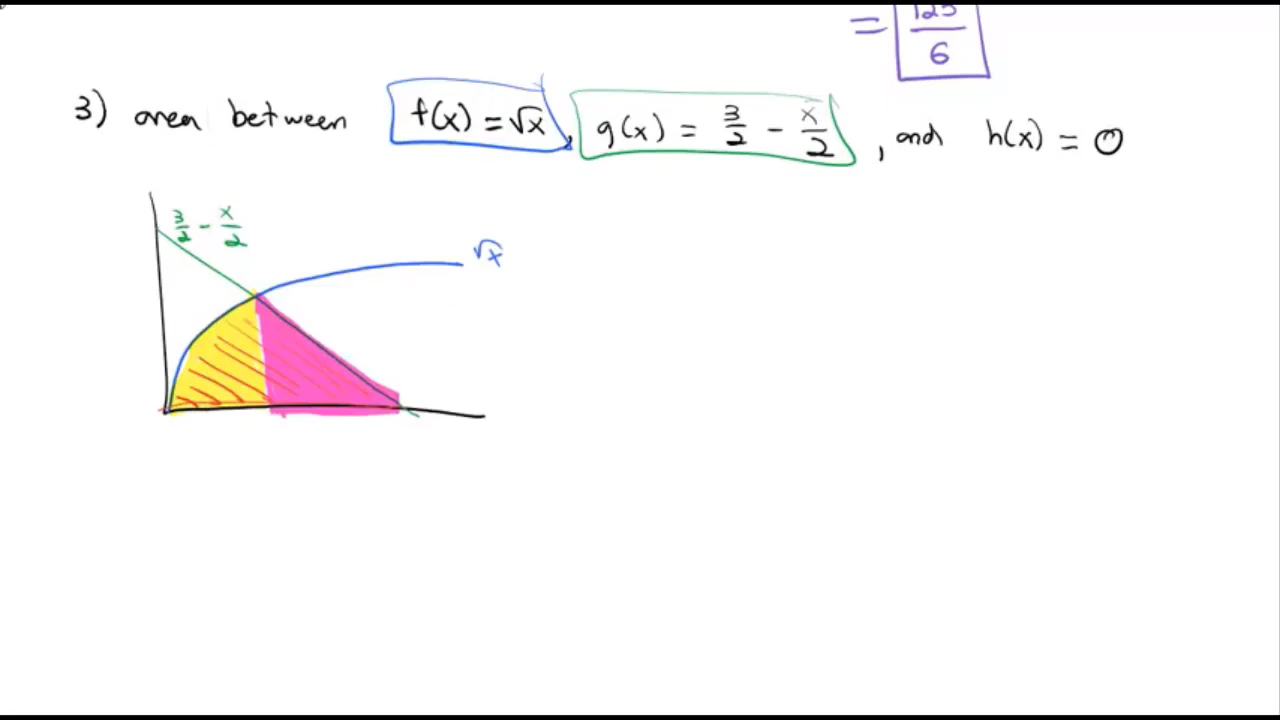 = 125/6
3) area between f(x) = √x, g(x) = 3/2 - x/2, and h(x) = 0
3/2 - x/2
√x